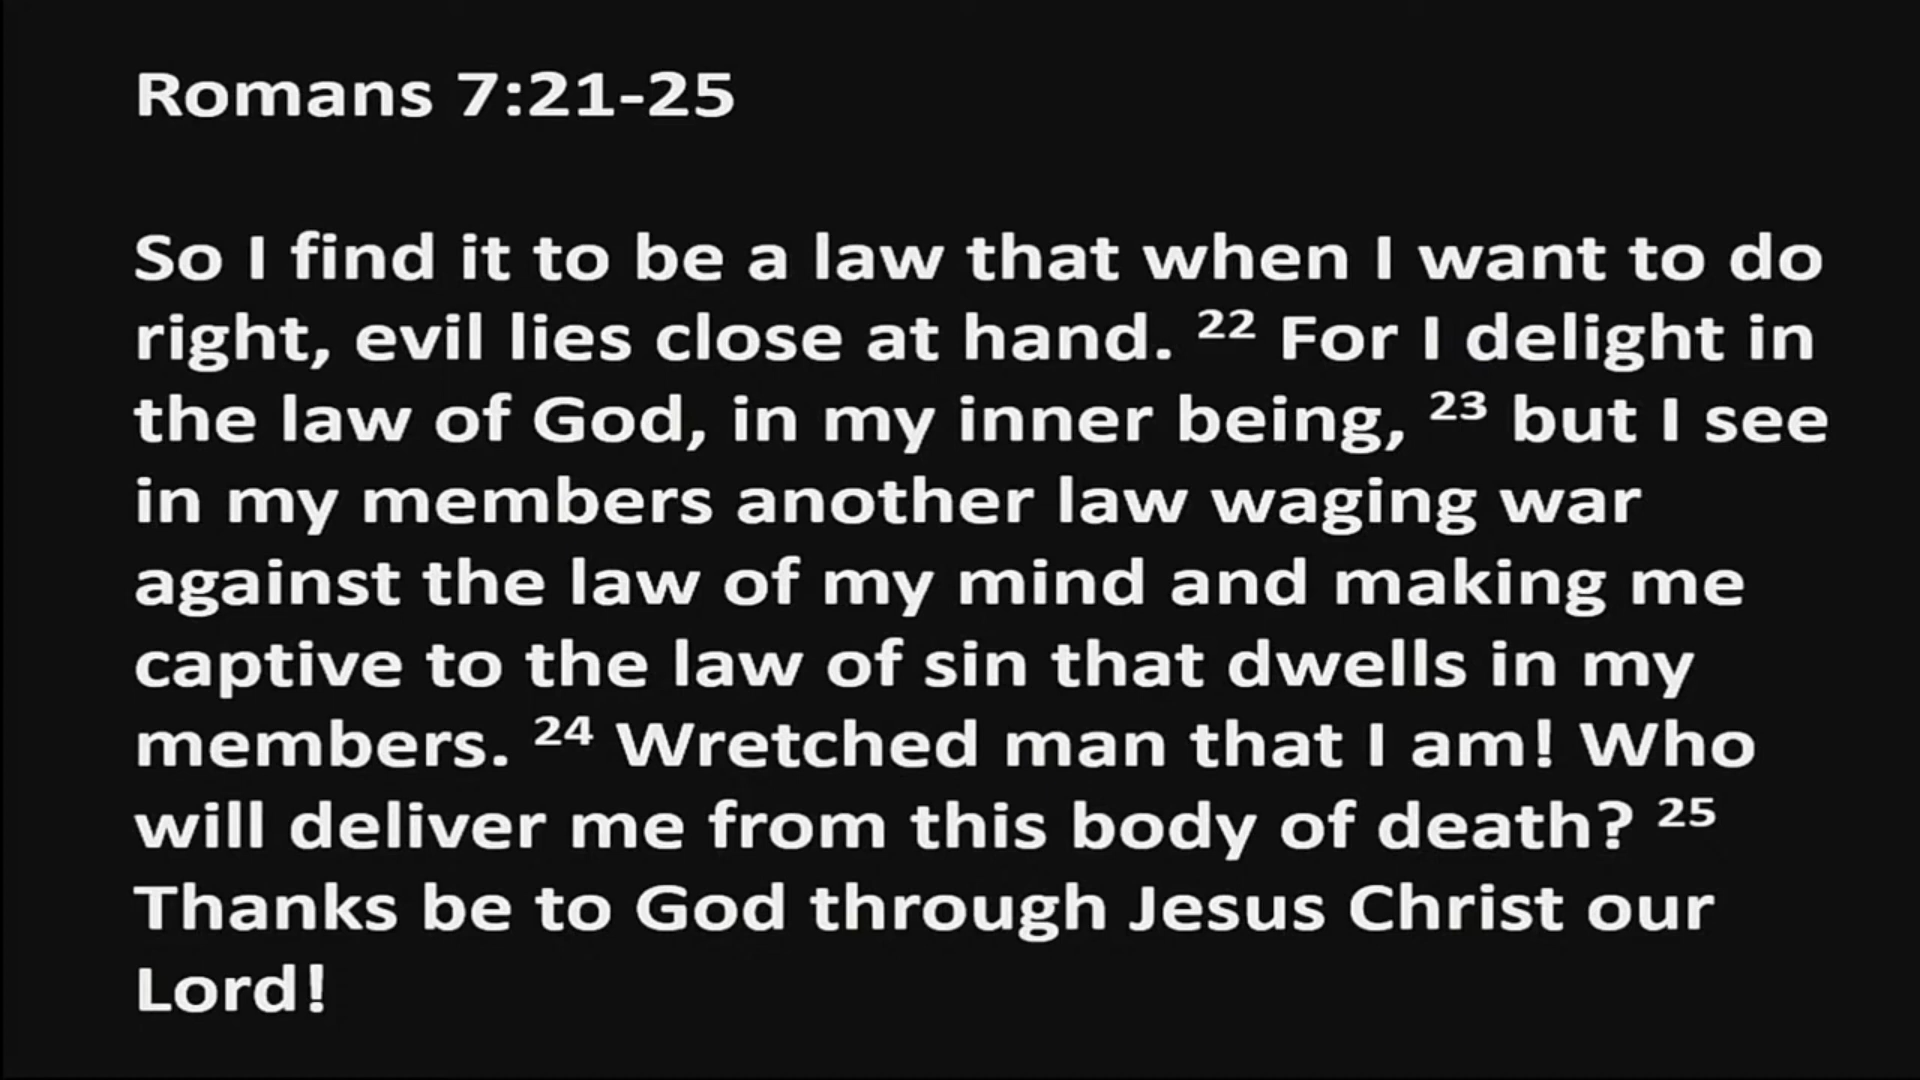 Romans 7:21-25
So I find it to be a law that when I want to do
right, evil lies close at hand. ²² For I delight in
the law of God, in my inner being, ²³ but I see
in my members another law waging war
against the law of my mind and making me
captive to the law of sin that dwells in my
members. ²⁴ Wretched man that I am! Who
will deliver me from this body of death? ²⁵
Thanks be to God through Jesus Christ our
Lord!